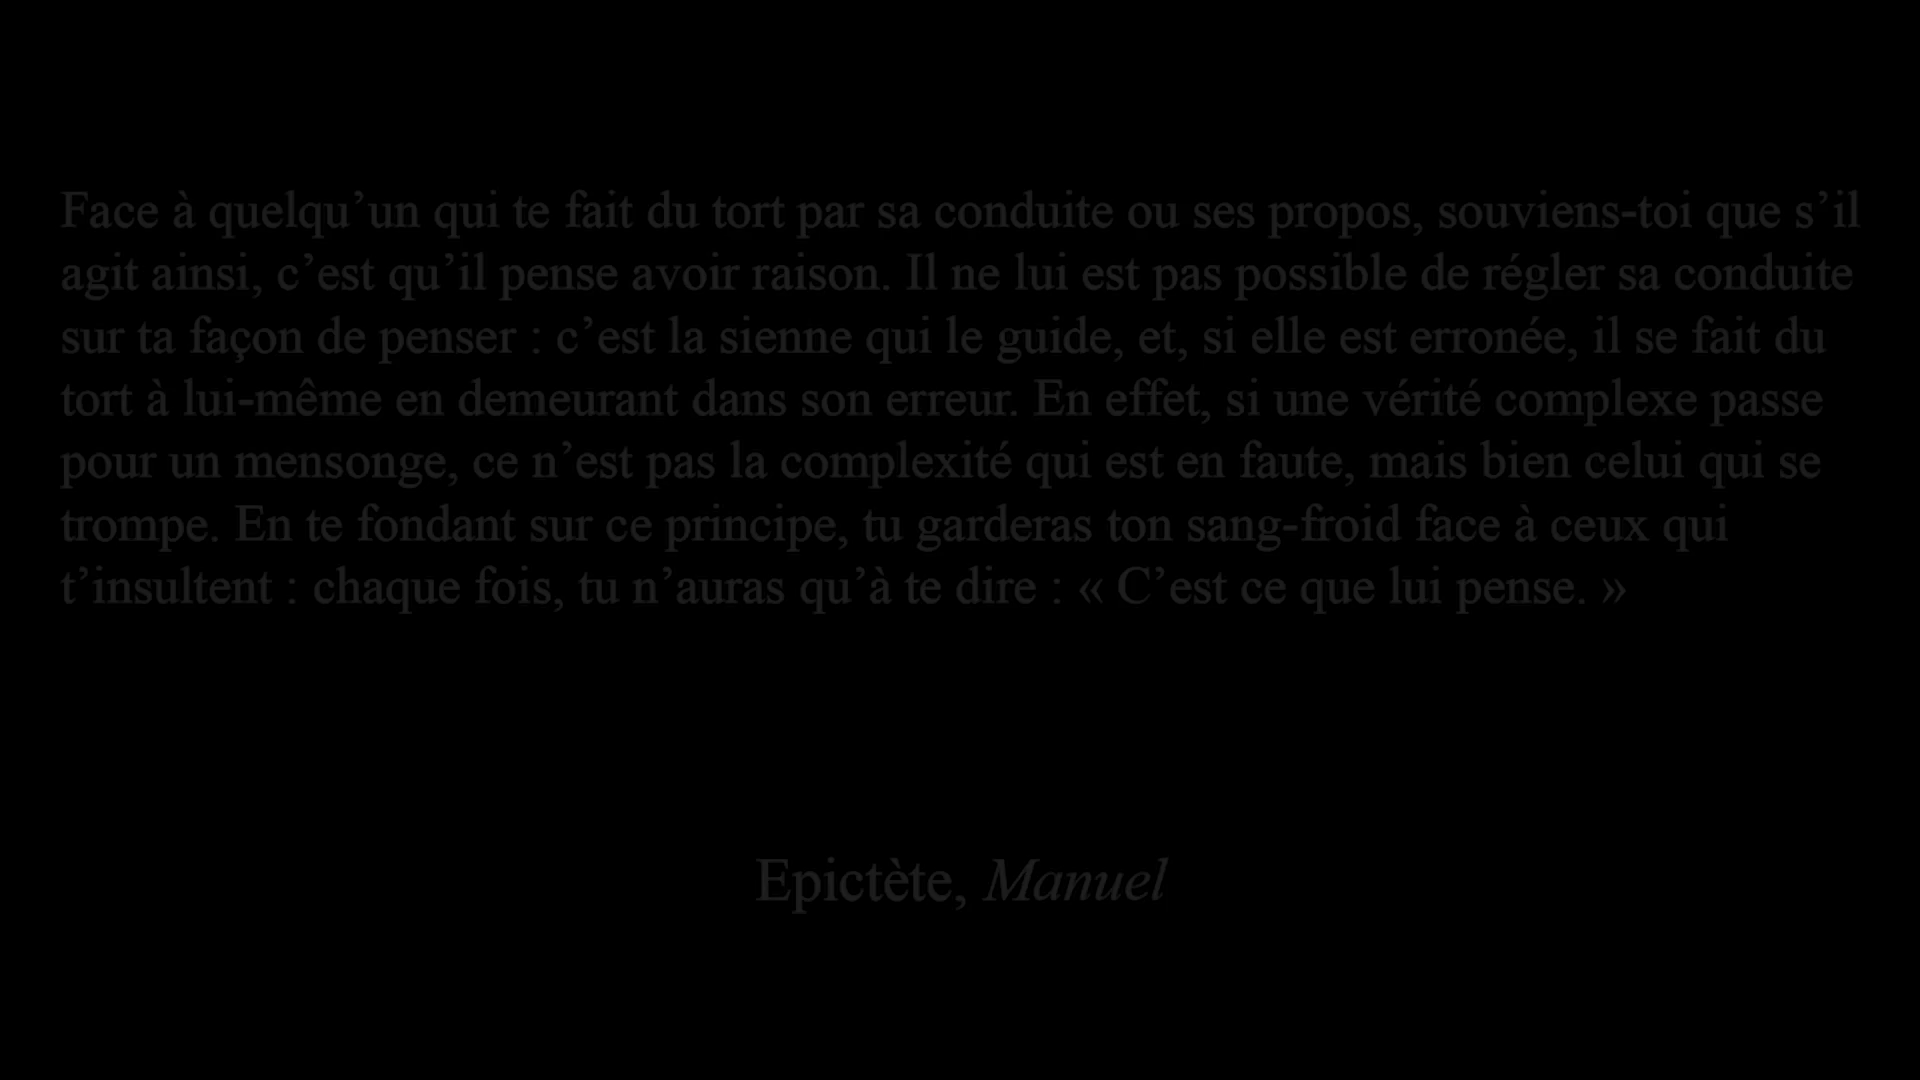 Face à quelqu’un qui te fait du tort par sa conduite ou ses propos, souviens-toi que s’il
agit ainsi, c’est qu’il pense avoir raison. Il ne lui est pas possible de régler sa conduite
sur ta façon de penser : c’est la sienne qui le guide, et, si elle est erronée, il se fait du
tort à lui-même en demeurant dans son erreur. En effet, si une vérité complexe passe
pour un mensonge, ce n’est pas la complexité qui est en faute, mais bien celui qui se
trompe. En te fondant sur ce principe, tu garderas ton sang-froid face à ceux qui
t’insultent : chaque fois, tu n’auras qu’à te dire : « C’est ce que lui pense. »
Epictète, Manuel